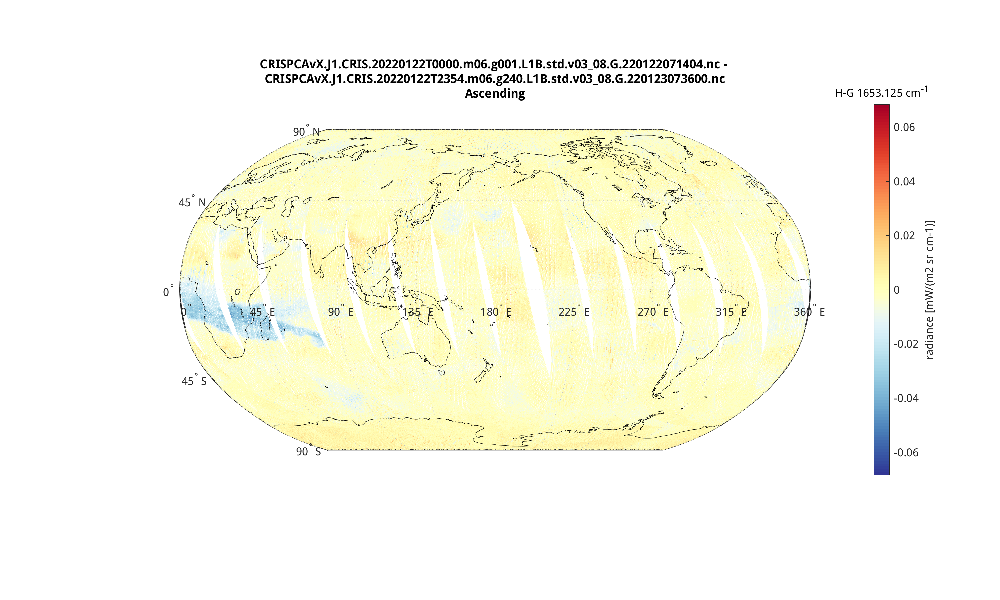 CRISPCAvX.J1.CRIS.20220122T0000.m06.g001.L1B.std.v03_08.G.220122071404.nc -
CRISPCAvX.J1.CRIS.20220122T2354.m06.g240.L1B.std.v03_08.G.220123073600.nc
Ascending
H-G 1653.125 cm-1
90° N
45° N
0°
0° 45° E 90° E 135° E 180° E 225° E 270° E 315° E 360° E
45° S
90° S
0.06
0.04
0.02
0
-0.02
-0.04
-0.06
radiance [mW/(m2 sr cm-1)]